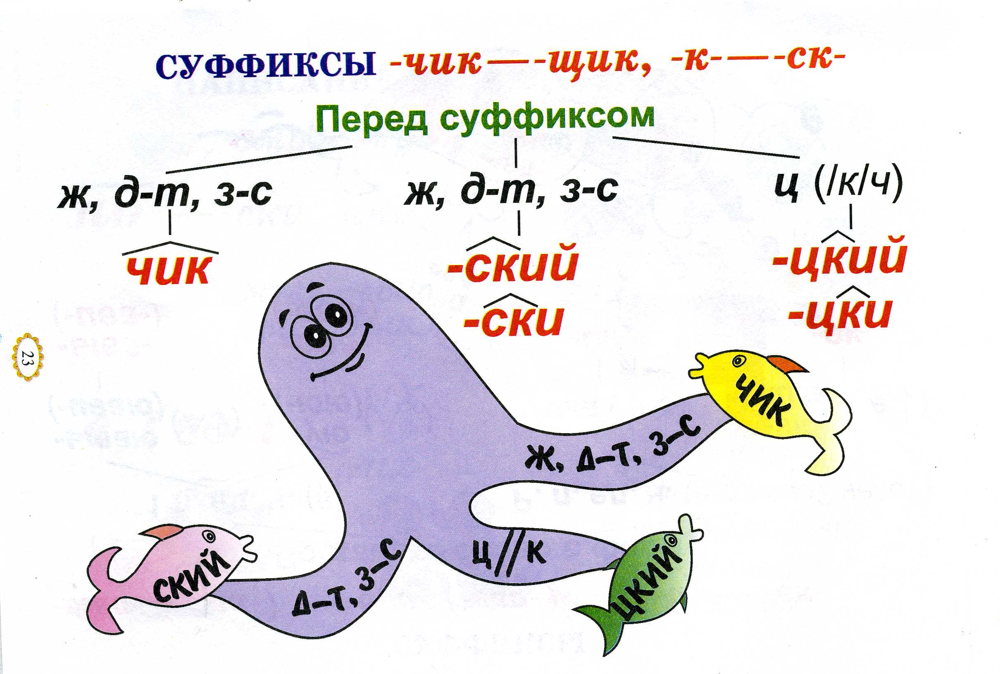 СУФФИКСЫ -чик — -щик, -к- — -ск-
Перед суффиксом
ж, д-т, з-с
ж, д-т, з-с
ц (/к/ч)
чик
-ский
-ски
-цкий
-цки
23
чик
Ж, Д–Т, З–С
ский
Д–Т, З–С
Ц//К
цкий